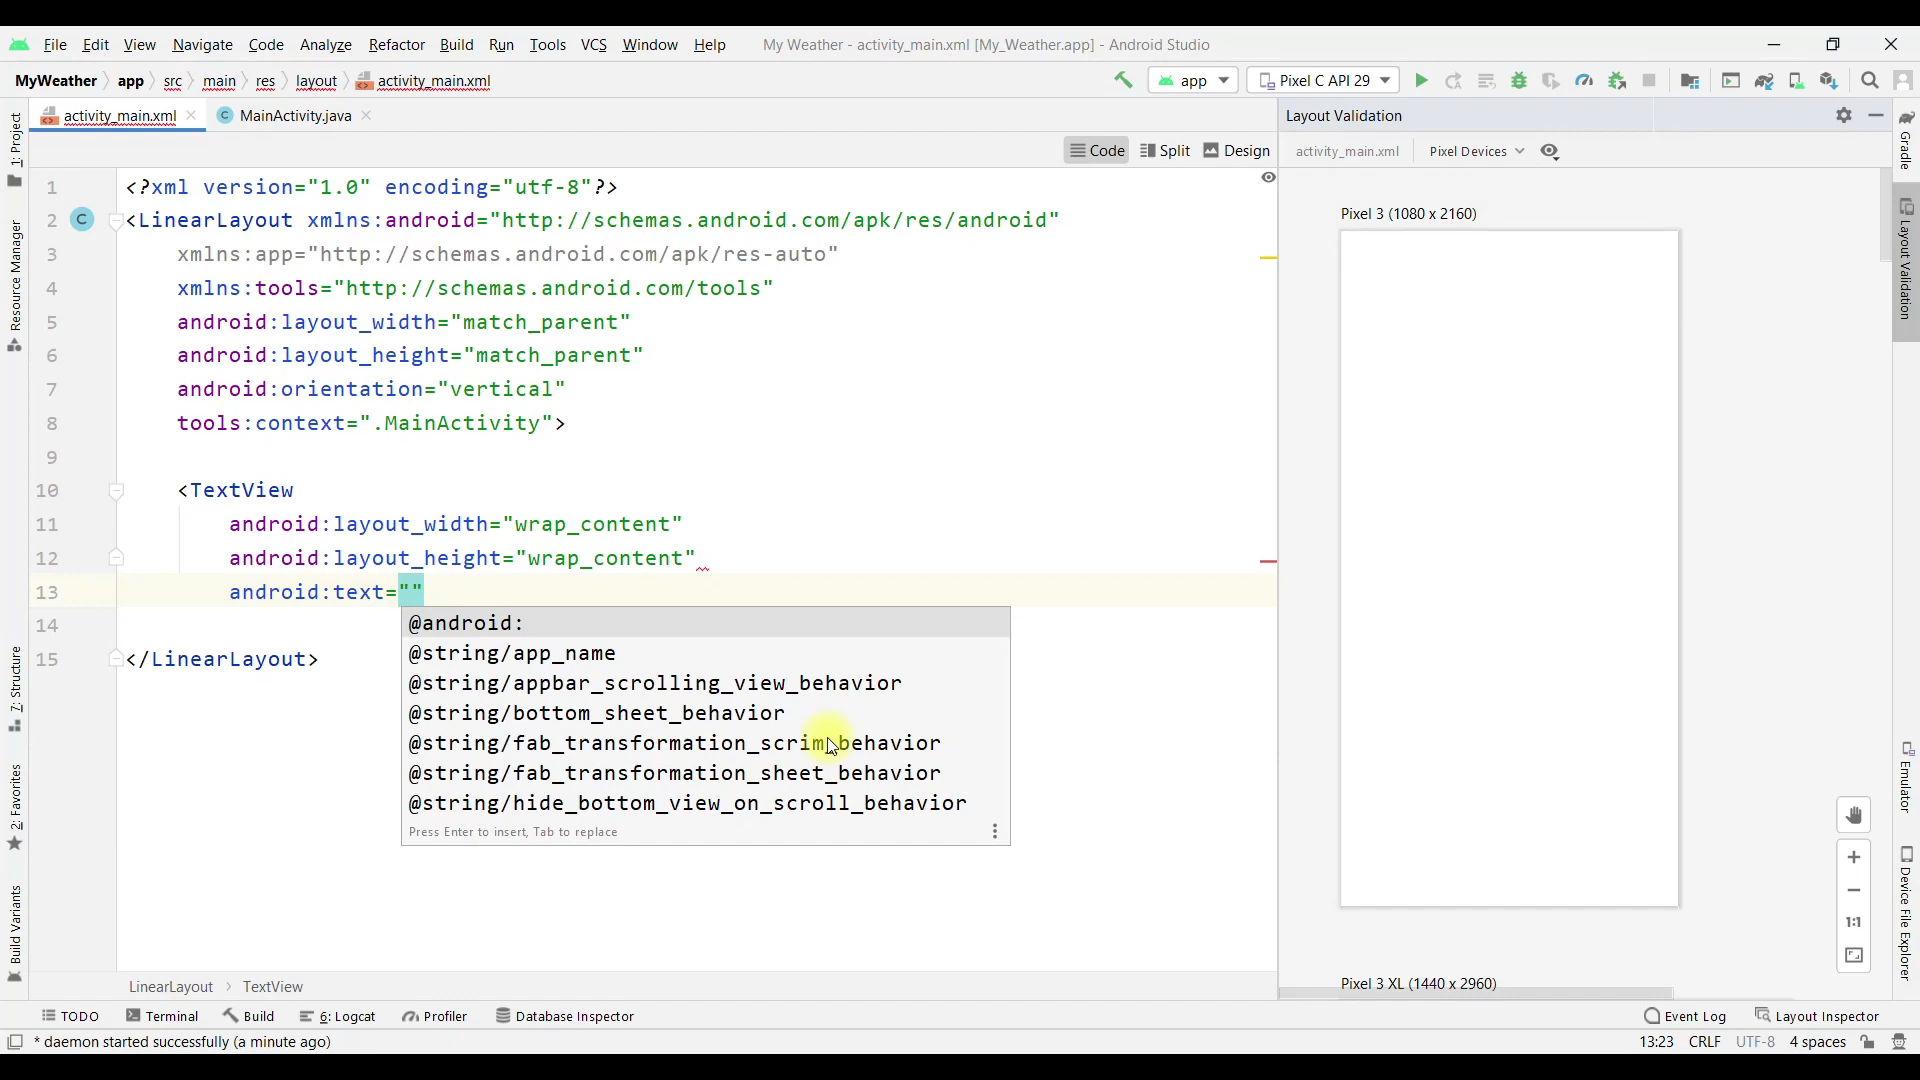 File Edit View Navigate Code Analyze Refactor Build Run Tools VCS Window Help My Weather - activity_main.xml [My_Weather.app] - Android Studio
MyWeather app src main res layout activity_main.xml app Pixel C API 29
activity_main.xml MainActivity.java Layout Validation
Code Split Design activity_main.xml Pixel Devices
1 <?xml version="1.0" encoding="utf-8"?>
2 C <LinearLayout xmlns:android="http://schemas.android.com/apk/res/android"
3 xmlns:app="http://schemas.android.com/apk/res-auto"
4 xmlns:tools="http://schemas.android.com/tools"
5 android:layout_width="match_parent"
6 android:layout_height="match_parent"
7 android:orientation="vertical"
8 tools:context=".MainActivity">
9
10 <TextView
11 android:layout_width="wrap_content"
12 android:layout_height="wrap_content"
13 android:text=""
14
15 </LinearLayout>
@android:
@string/app_name
@string/appbar_scrolling_view_behavior
@string/bottom_sheet_behavior
@string/fab_transformation_scrim_behavior
@string/fab_transformation_sheet_behavior
@string/hide_bottom_view_on_scroll_behavior
Press Enter to insert, Tab to replace
Pixel 3 (1080 x 2160)
1:1
Pixel 3 XL (1440 x 2960)
1: Project
Resource Manager
7: Structure
2: Favorites
Build Variants
Gradle
Layout Validation
Emulator
Device File Explorer
LinearLayout TextView
TODO Terminal Build 6: Logcat Profiler Database Inspector Event Log Layout Inspector
* daemon started successfully (a minute ago) 13:23 CRLF UTF-8 4 spaces